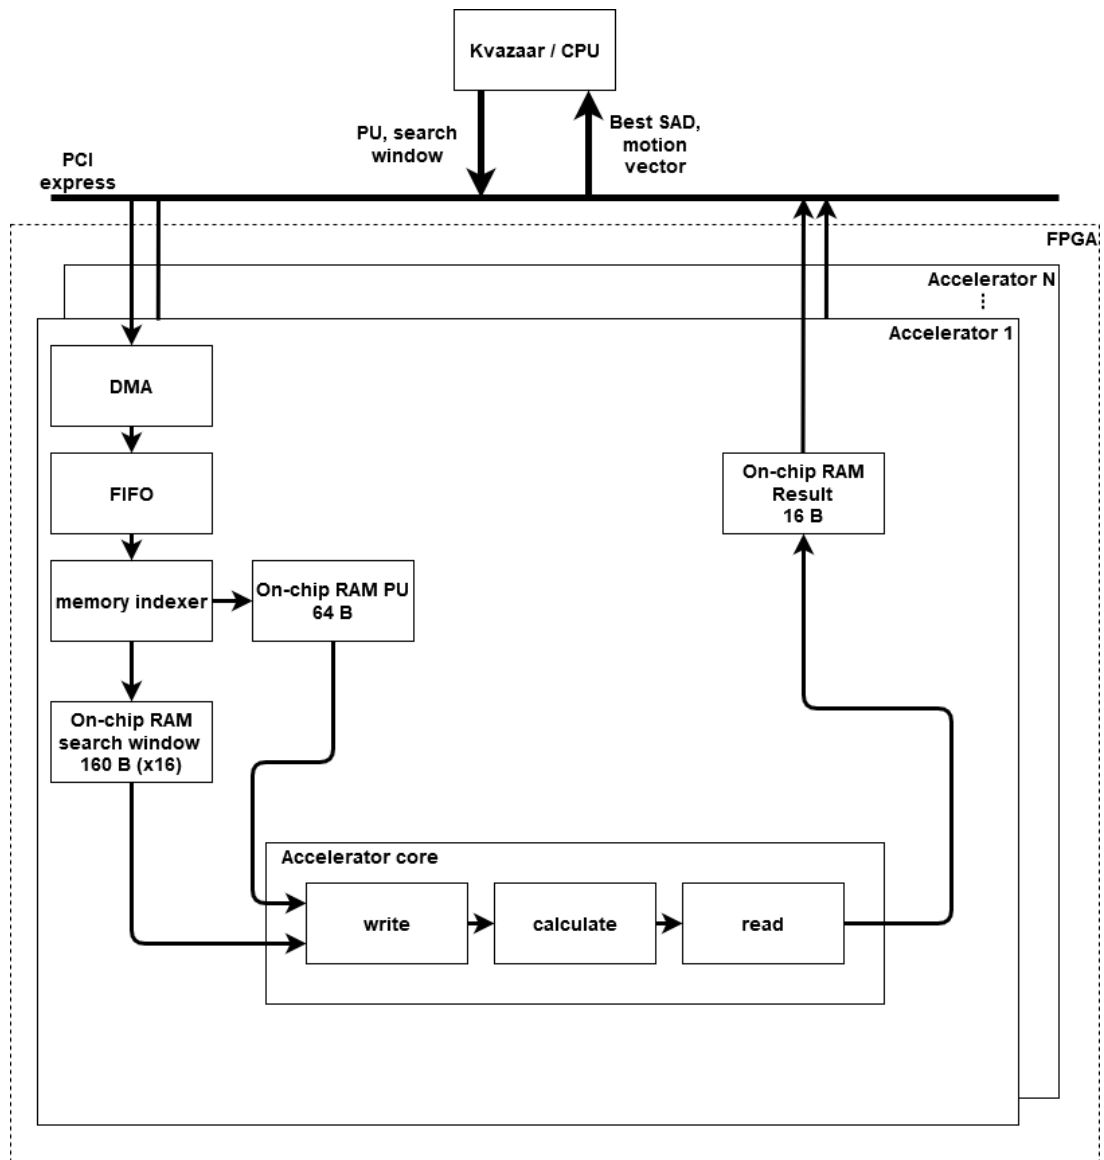 Kvazaar / CPU
PU, search
window
Best SAD,
motion
vector
PCI
express
FPGA
Accelerator N
Accelerator 1
DMA
FIFO
On-chip RAM
Result
16 B
memory indexer
On-chip RAM PU
64 B
On-chip RAM
search window
160 B (x16)
Accelerator core
write
calculate
read